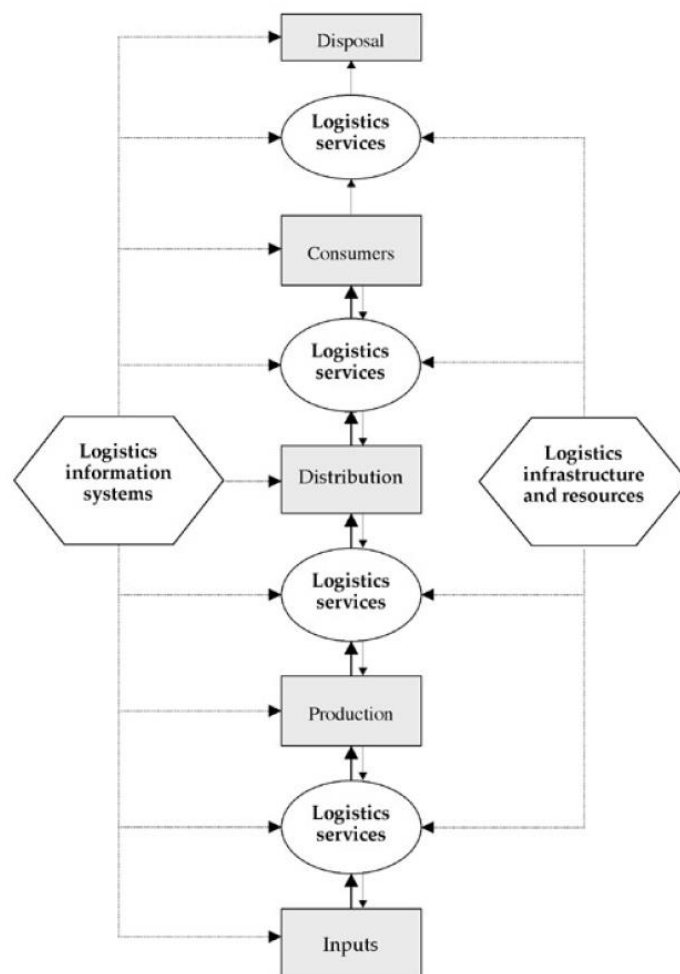 Disposal
Logistics
services
Consumers
Logistics
services
Logistics
information
systems
Distribution
Logistics
infrastructure
and resources
Logistics
services
Production
Logistics
services
Inputs